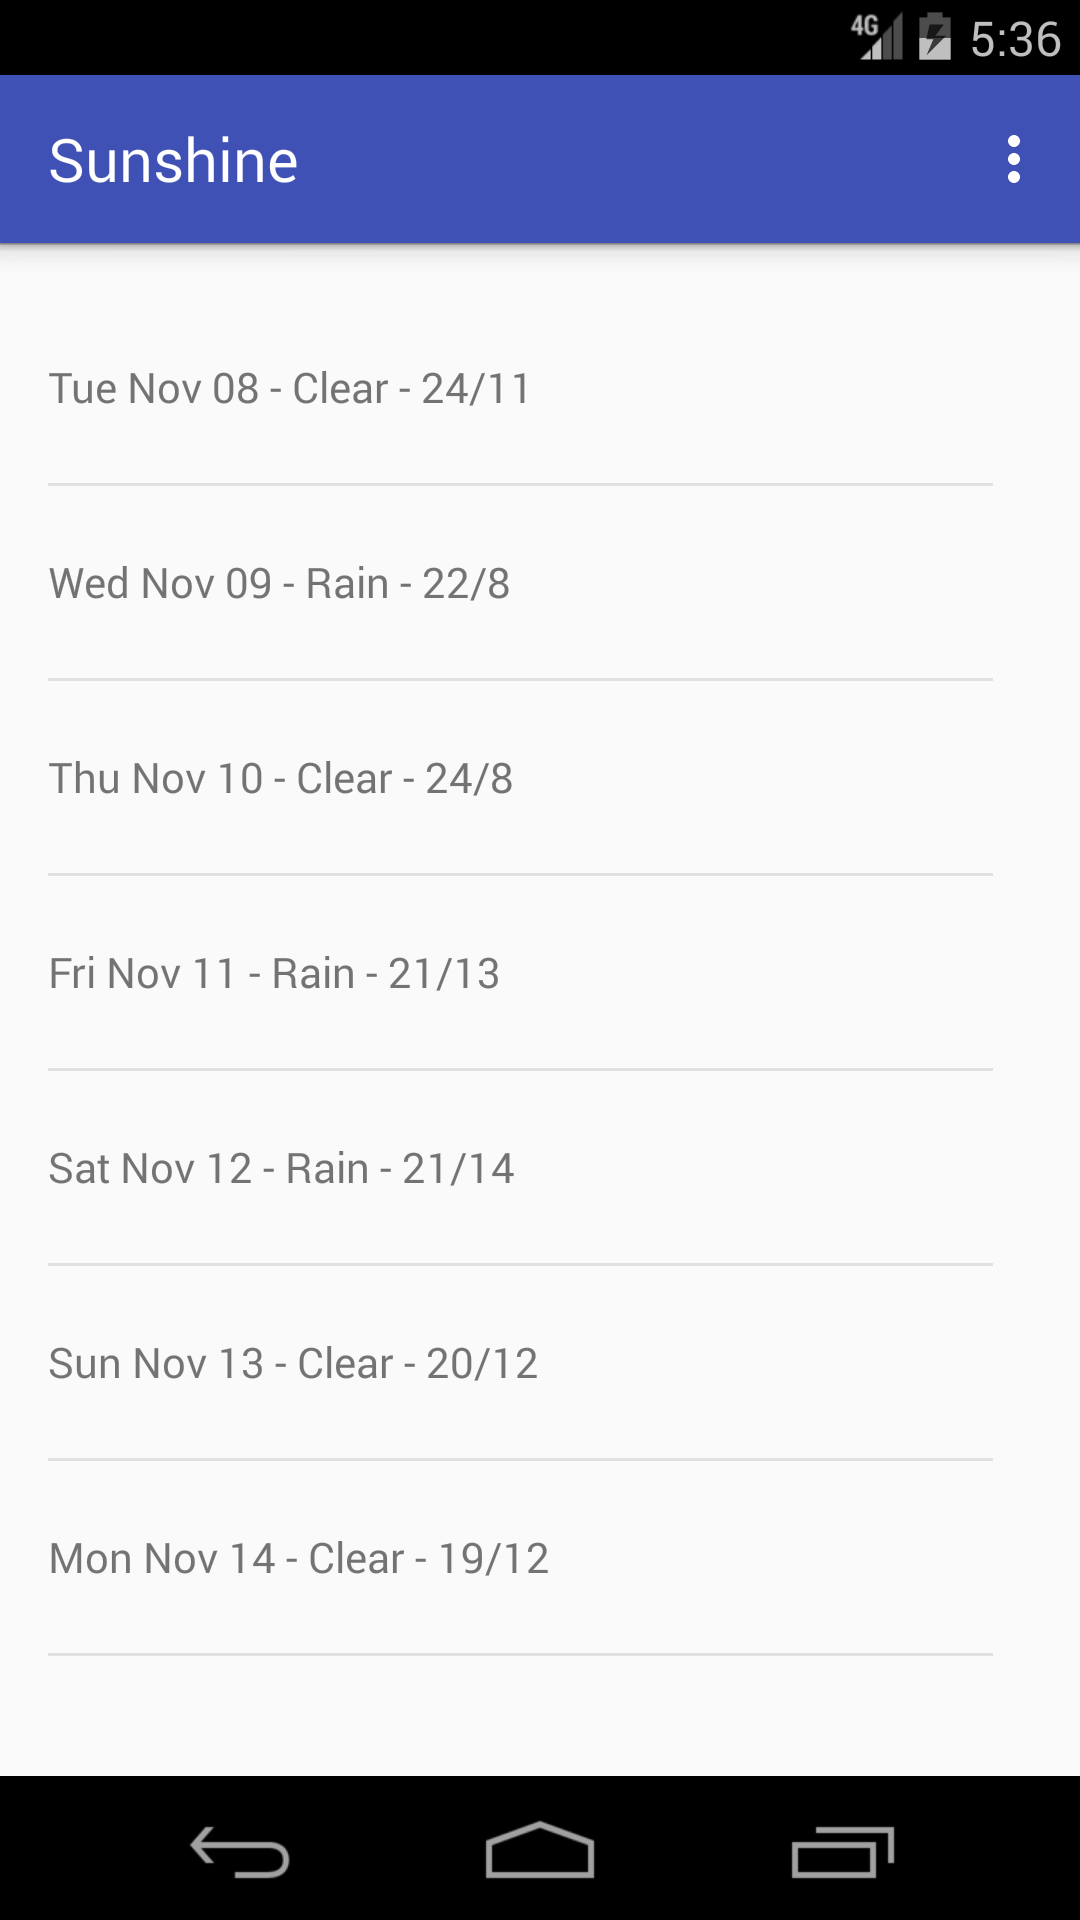 4G 5:36
Sunshine
Tue Nov 08 - Clear - 24/11
Wed Nov 09 - Rain - 22/8
Thu Nov 10 - Clear - 24/8
Fri Nov 11 - Rain - 21/13
Sat Nov 12 - Rain - 21/14
Sun Nov 13 - Clear - 20/12
Mon Nov 14 - Clear - 19/12